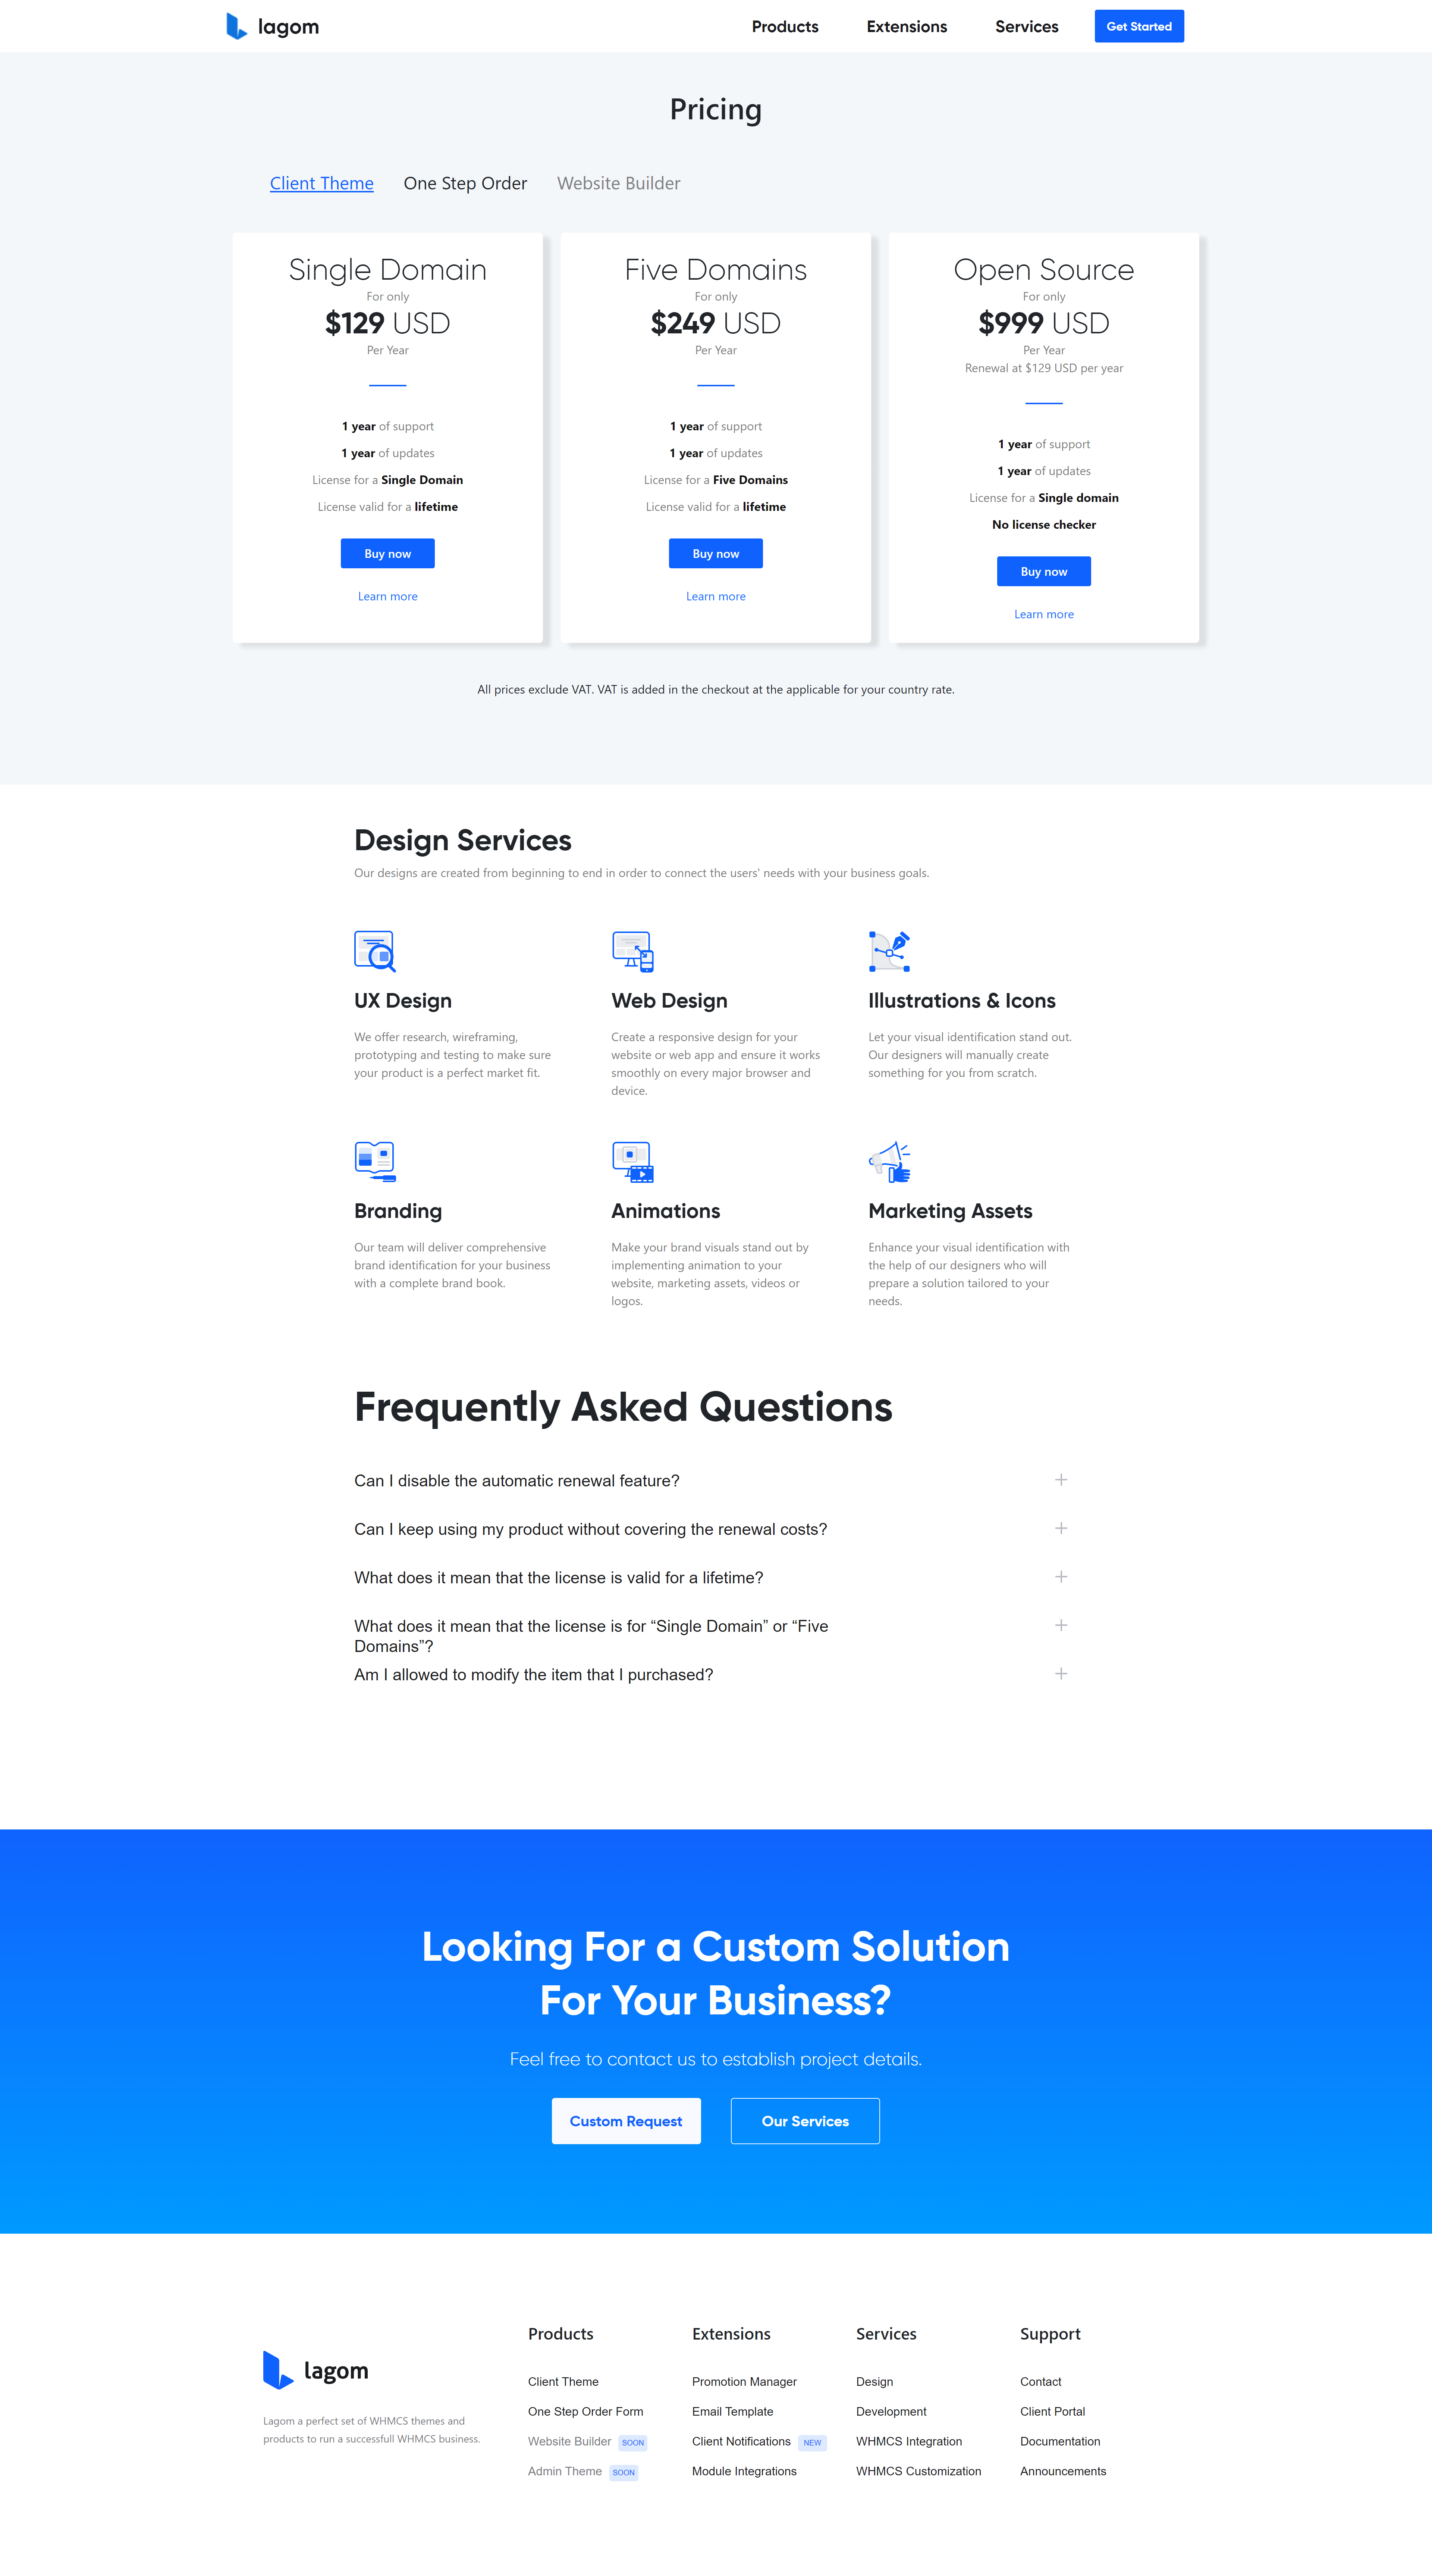 lagom
Products
Extensions
Services
Get Started
Pricing
Client Theme
One Step Order
Website Builder
Single Domain
For only
$129 USD
Per Year
1 year of support
1 year of updates
License for a Single Domain
License valid for a lifetime
Buy now
Learn more
Five Domains
For only
$249 USD
Per Year
1 year of support
1 year of updates
License for a Five Domains
License valid for a lifetime
Buy now
Learn more
Open Source
For only
$999 USD
Per Year
Renewal at $129 USD per year
1 year of support
1 year of updates
License for a Single domain
No license checker
Buy now
Learn more
All prices exclude VAT. VAT is added in the checkout at the applicable for your country rate.
Design Services
Our designs are created from beginning to end in order to connect the users' needs with your business goals.
UX Design
We offer research, wireframing,
prototyping and testing to make sure
your product is a perfect market fit.
Web Design
Create a responsive design for your
website or web app and ensure it works
smoothly on every major browser and
device.
Illustrations & Icons
Let your visual identification stand out.
Our designers will manually create
something for you from scratch.
Branding
Our team will deliver comprehensive
brand identification for your business
with a complete brand book.
Animations
Make your brand visuals stand out by
implementing animation to your
website, marketing assets, videos or
logos.
Marketing Assets
Enhance your visual identification with
the help of our designers who will
prepare a solution tailored to your
needs.
Frequently Asked Questions
Can I disable the automatic renewal feature?
Can I keep using my product without covering the renewal costs?
What does it mean that the license is valid for a lifetime?
What does it mean that the license is for “Single Domain” or “Five
Domains”?
Am I allowed to modify the item that I purchased?
Looking For a Custom Solution
For Your Business?
Feel free to contact us to establish project details.
Custom Request
Our Services
lagom
Lagom a perfect set of WHMCS themes and
products to run a successfull WHMCS business.
Products
Client Theme
One Step Order Form
Website Builder SOON
Admin Theme SOON
Extensions
Promotion Manager
Email Template
Client Notifications NEW
Module Integrations
Services
Design
Development
WHMCS Integration
WHMCS Customization
Support
Contact
Client Portal
Documentation
Announcements